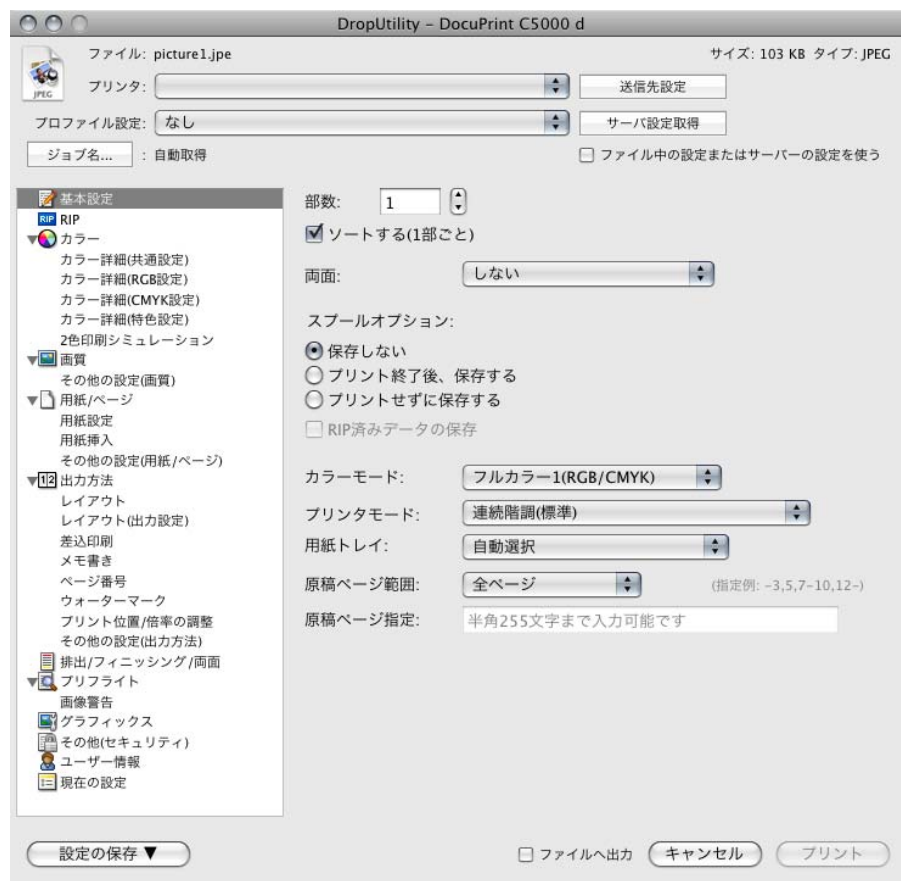 DropUtility – DocuPrint C5000 d
ファイル: picture1.jpe
サイズ: 103 KB タイプ: JPEG
JPEG
プリンタ:
送信先設定
プロファイル設定: なし
サーバ設定取得
ジョブ名... : 自動取得
ファイル中の設定またはサーバーの設定を使う
基本設定
RIP RIP
カラー
カラー詳細(共通設定)
カラー詳細(RGB設定)
カラー詳細(CMYK設定)
カラー詳細(特色設定)
2色印刷シミュレーション
画質
その他の設定(画質)
用紙/ページ
用紙設定
用紙挿入
その他の設定(用紙/ページ)
12 出力方法
レイアウト
レイアウト(出力設定)
差込印刷
メモ書き
ページ番号
ウォーターマーク
プリント位置/倍率の調整
その他の設定(出力方法)
排出/フィニッシング/両面
プリフライト
画像警告
グラフィックス
その他(セキュリティ)
ユーザー情報
現在の設定
部数: 1
ソートする(1部ごと)
両面: しない
スプールオプション:
保存しない
プリント終了後、保存する
プリントせずに保存する
RIP済みデータの保存
カラーモード: フルカラー1(RGB/CMYK)
プリンタモード: 連続階調(標準)
用紙トレイ: 自動選択
原稿ページ範囲: 全ページ (指定例: -3,5,7-10,12-)
原稿ページ指定: 半角255文字まで入力可能です
設定の保存 ▼
ファイルへ出力 キャンセル プリント